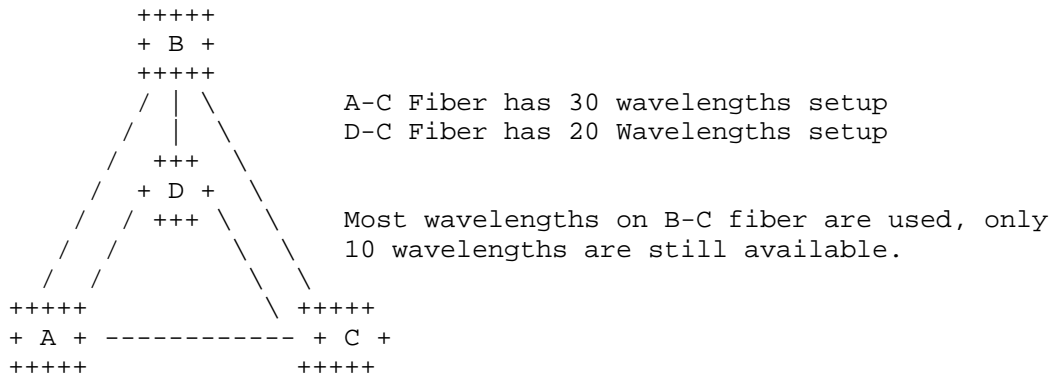 +++++
+ B +
+++++
/ | \ A-C Fiber has 30 wavelengths setup
/ | \ D-C Fiber has 20 Wavelengths setup
/ +++ \
/ + D + \
/ / +++ \ \ Most wavelengths on B-C fiber are used, only
/ / \ \ 10 wavelengths are still available.
/ / \ \
+++++ \ +++++
+ A + ------------ + C +
+++++ +++++